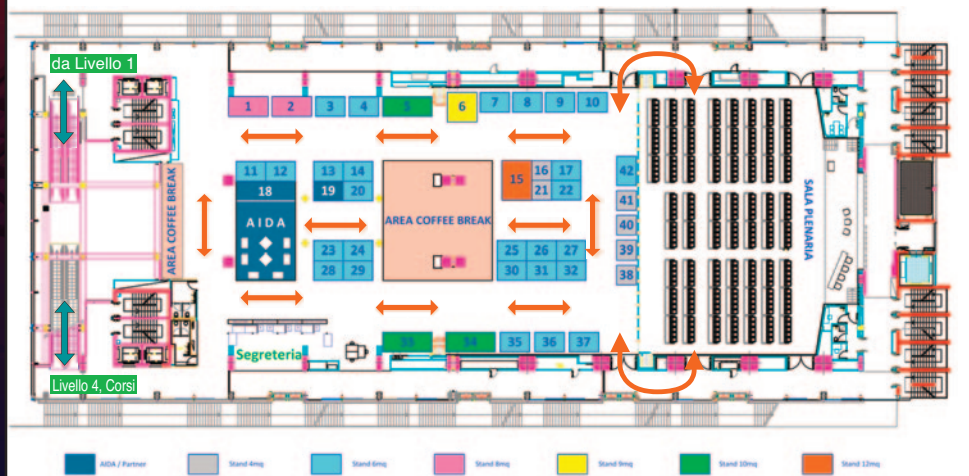 da Livello 1
1 2 3 4 5 6 7 8 9 10
11 12 13 14 15 16 17
18 19 20 21 22
AIDA
AREA COFFEE BREAK
AREA COFFEE BREAK
42
41
40
39
38
SALA PLENARIA
23 24 25 26 27
28 29 30 31 32
Segreteria
33 34 35 36 37
Livello 4, Corsi
AIDA / Partner Stand 4mq Stand 6mq Stand 8mq Stand 9mq Stand 10mq Stand 12mq